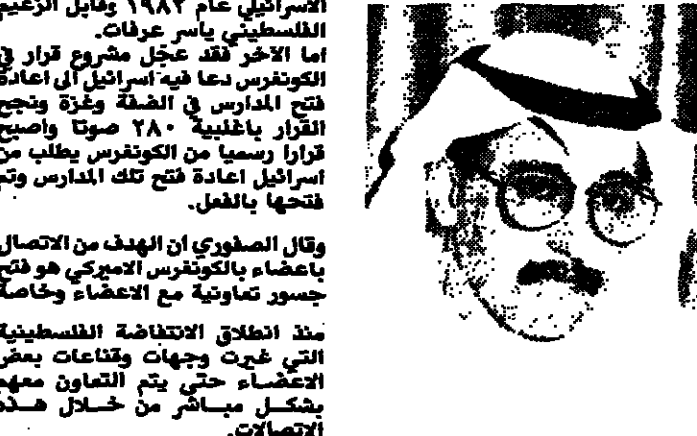 الاسرائيلي عام ١٩٨٢ وقابل الزعيم
الفلسطيني ياسر عرفات.
اما الاخر فقد عجّل مشروع قرار في
الكونغرس دعا فيه اسرائيل الى اعادة
فتح المدارس في الضفة وغزة ونجح
القرار باغلبية ٢٨٠ صوتا واصبح
قرارا رسميا من الكونغرس يطلب من
اسرائيل اعادة فتح تلك المدارس وتم
فتحها بالفعل.
وقال الصفوري ان الهدف من الاتصال
باعضاء بالكونغرس الاميركي هو فتح
جسور تعاونية مع الاعضاء وخاصة
منذ انطلاق الانتفاضة الفلسطينية
التي غيرت وجهات وقناعات بعض
الاعضاء حتى يتم التعاون معهم
بشكل مباشر من خلال هذه
الاتصالات.